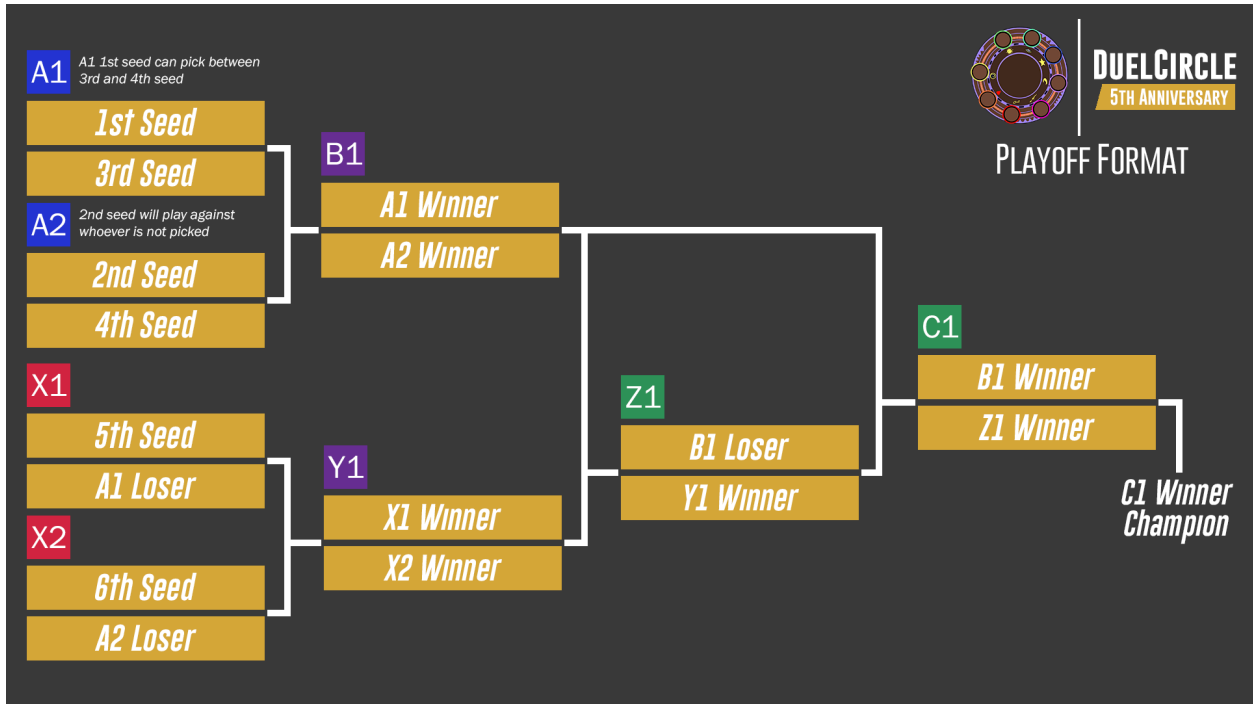 A1
A1 1st seed can pick between
3rd and 4th seed
1st Seed
3rd Seed
A2
2nd seed will play against
whoever is not picked
2nd Seed
4th Seed
X1
5th Seed
A1 Loser
X2
6th Seed
A2 Loser
B1
A1 Winner
A2 Winner
Y1
X1 Winner
X2 Winner
Z1
B1 Loser
Y1 Winner
C1
B1 Winner
Z1 Winner
C1 Winner
Champion
DuelCircle
5th Anniversary
Playoff Format